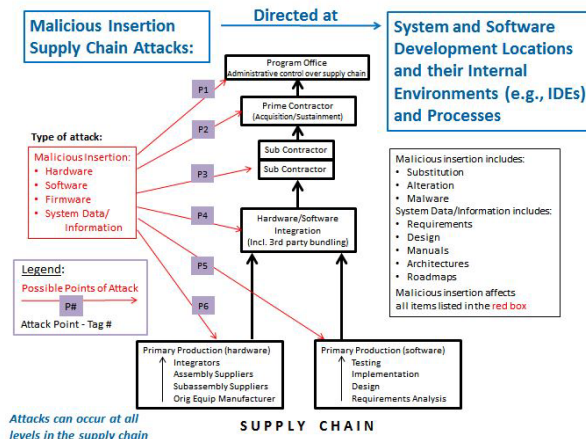 Malicious Insertion
Supply Chain Attacks:
Directed at
System and Software
Development Locations
and their Internal
Environments (e.g., IDEs)
and Processes
Program Office
Administrative control over supply chain
P1
Prime Contractor
(Acquisition/Sustainment)
P2
Type of attack:
Malicious Insertion:
• Hardware
• Software
• Firmware
• System Data/
Information
Sub Contractor
Sub Contractor
P3
P4
Hardware/Software
Integration
(Incl. 3rd party bundling)
Malicious insertion includes:
• Substitution
• Alteration
• Malware
System Data/Information includes:
• Requirements
• Design
• Manuals
• Architectures
• Roadmaps
Malicious insertion affects
all items listed in the red box
P5
P6
Legend:
Possible Points of Attack
P#
Attack Point - Tag #
Primary Production (hardware)
Integrators
Assembly Suppliers
Subassembly Suppliers
Orig Equip Manufacturer
Primary Production (software)
Testing
Implementation
Design
Requirements Analysis
Attacks can occur at all
levels in the supply chain
SUPPLY CHAIN